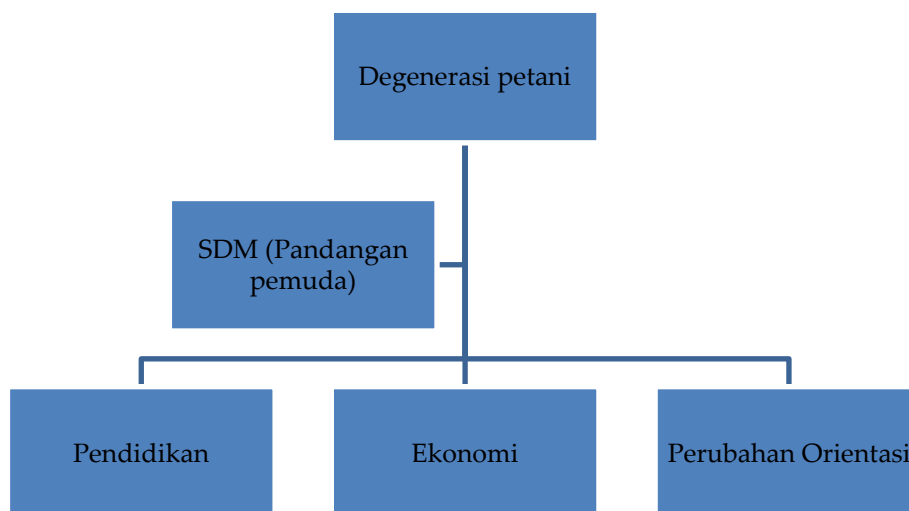 Degenerasi petani
SDM (Pandangan
pemuda)
Pendidikan
Ekonomi
Perubahan Orientasi